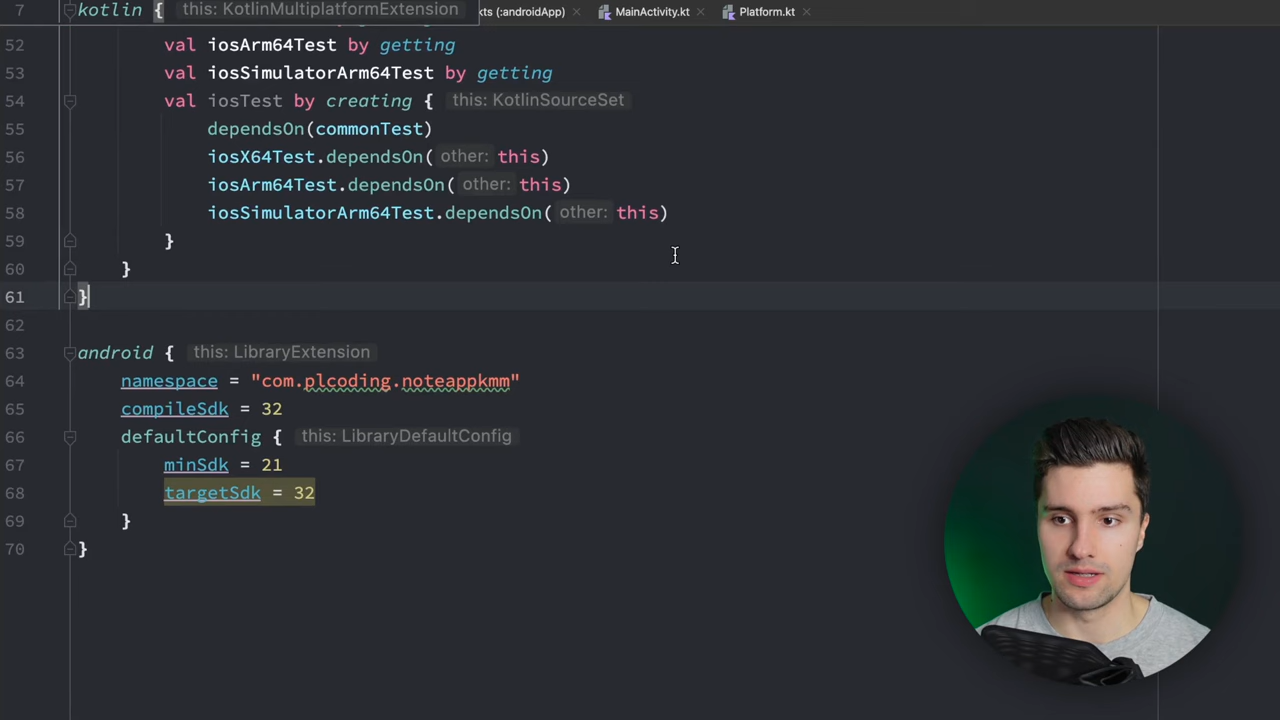 7 kotlin { this: KotlinMultiplatformExtension
kts (:androidApp) MainActivity.kt Platform.kt
52 val iosArm64Test by getting
53 val iosSimulatorArm64Test by getting
54 val iosTest by creating { this: KotlinSourceSet
55 dependsOn(commonTest)
56 iosX64Test.dependsOn( other: this)
57 iosArm64Test.dependsOn( other: this)
58 iosSimulatorArm64Test.dependsOn( other: this)
59 }
60 }
61 }
62
63 android { this: LibraryExtension
64 namespace = "com.plcoding.noteappkmm"
65 compileSdk = 32
66 defaultConfig { this: LibraryDefaultConfig
67 minSdk = 21
68 targetSdk = 32
69 }
70 }